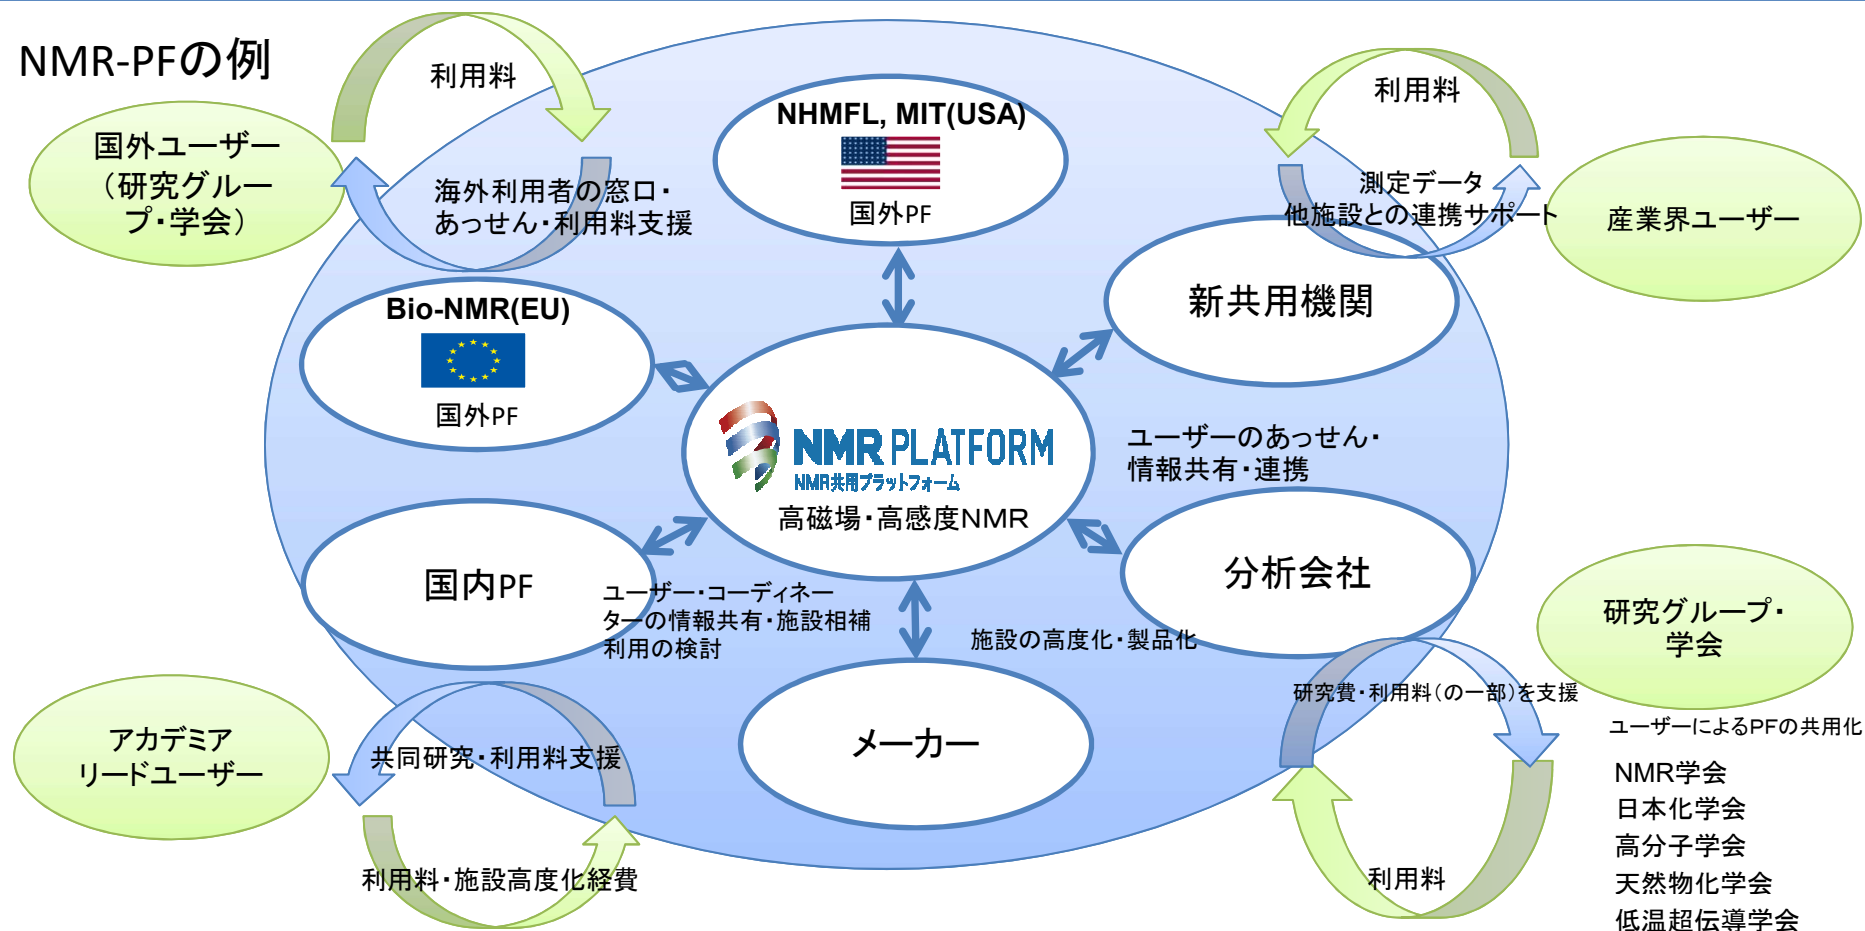 NMR-PFの例
利用料
国外ユーザー
（研究グルー
プ・学会）
海外利用者の窓口・
あっせん・利用料支援
NHMFL, MIT(USA)
国外PF
利用料
測定データ
他施設との連携サポート
産業界ユーザー
Bio-NMR(EU)
国外PF
新共用機関
NMR PLATFORM
NMR共用プラットフォーム
高磁場・高感度NMR
ユーザーのあっせん・
情報共有・連携
国内PF
ユーザー・コーディネー
ターの情報共有・施設相補
利用の検討
分析会社
施設の高度化・製品化
メーカー
研究グループ・
学会
研究費・利用料（の一部）を支援
ユーザーによるPFの共用化
NMR学会
日本化学会
高分子学会
天然物化学会
低温超伝導学会
利用料
アカデミア
リードユーザー
共同研究・利用料支援
利用料・施設高度化経費